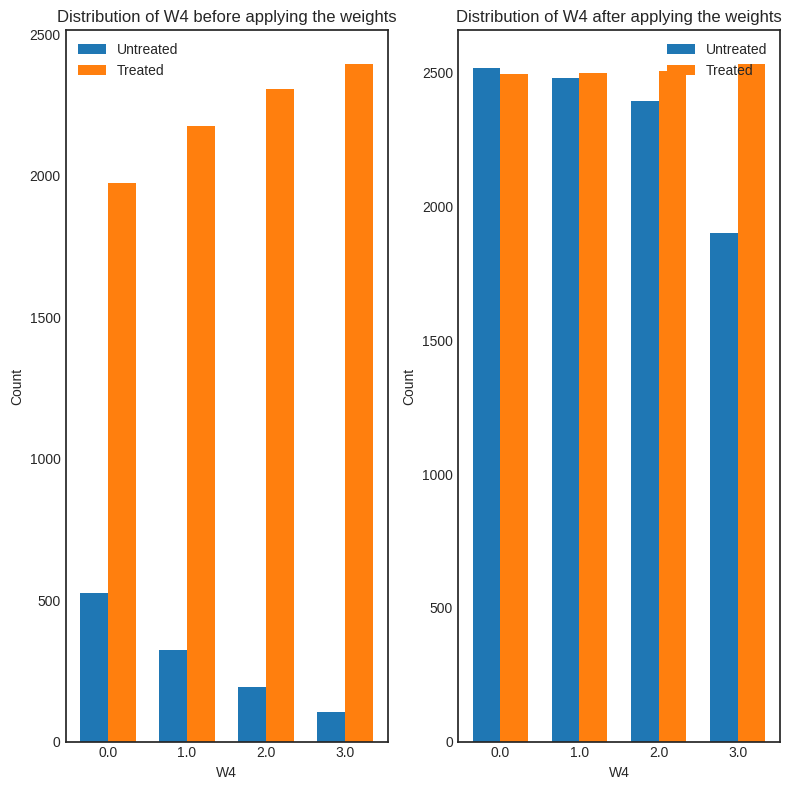 Distribution of W4 before applying the weights
Untreated
Treated
2500
2000
1500
1000
500
0
Count
0.0 1.0 2.0 3.0
W4
Distribution of W4 after applying the weights
Untreated
Treated
2500
2000
1500
1000
500
0
Count
0.0 1.0 2.0 3.0
W4